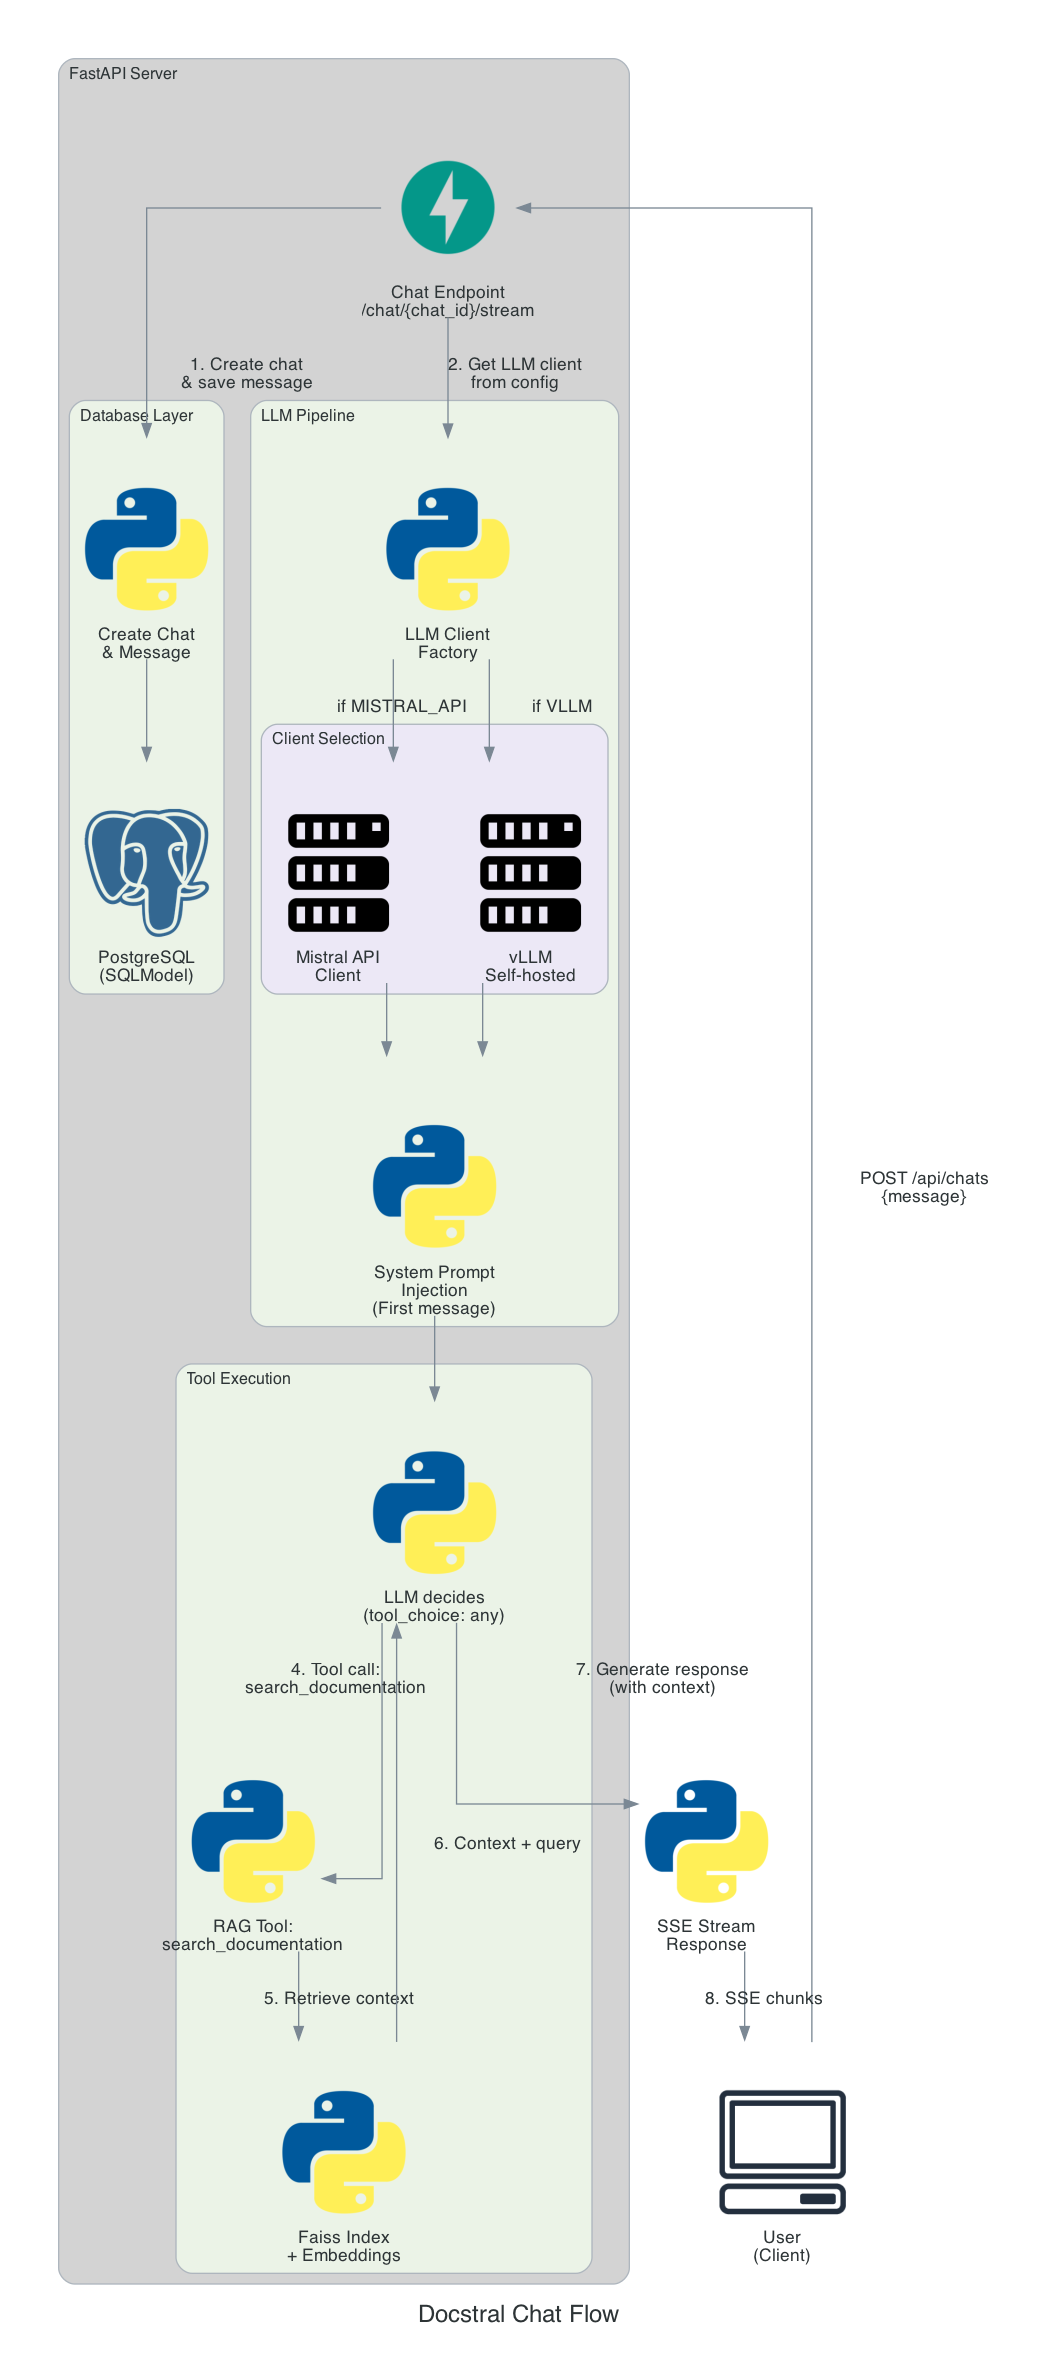 FastAPI Server
Chat Endpoint
/chat/{chat_id}/stream
1. Create chat
& save message
2. Get LLM client
from config
Database Layer
LLM Pipeline
Create Chat
& Message
LLM Client
Factory
if MISTRAL_API
if VLLM
Client Selection
PostgreSQL
(SQLModel)
Mistral API
Client
vLLM
Self-hosted
POST /api/chats
{message}
System Prompt
Injection
(First message)
Tool Execution
LLM decides
(tool_choice: any)
4. Tool call:
search_documentation
7. Generate response
(with context)
6. Context + query
RAG Tool:
search_documentation
SSE Stream
Response
5. Retrieve context
8. SSE chunks
Faiss Index
+ Embeddings
User
(Client)
Docstral Chat Flow